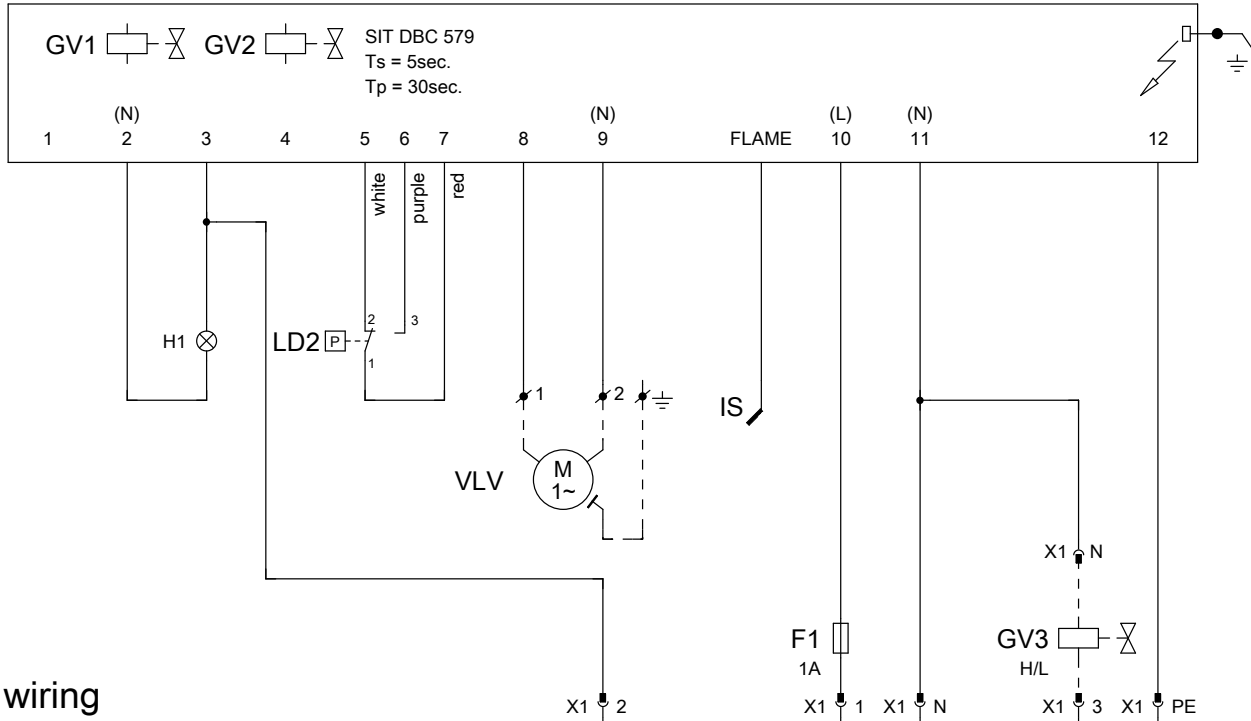 GV1 GV2 SIT DBC 579
Ts = 5sec.
Tp = 30sec.
(N) (N) (L) (N)
1 2 3 4 5 6 7 8 9 FLAME 10 11 12
white
purple
red
H1 LD2 P 2 3
1
1 2
IS
VLV M
1~
X1 N
F1 GV3
1A H/L
wiring
X1 2 X1 1 X1 N X1 3 X1 PE